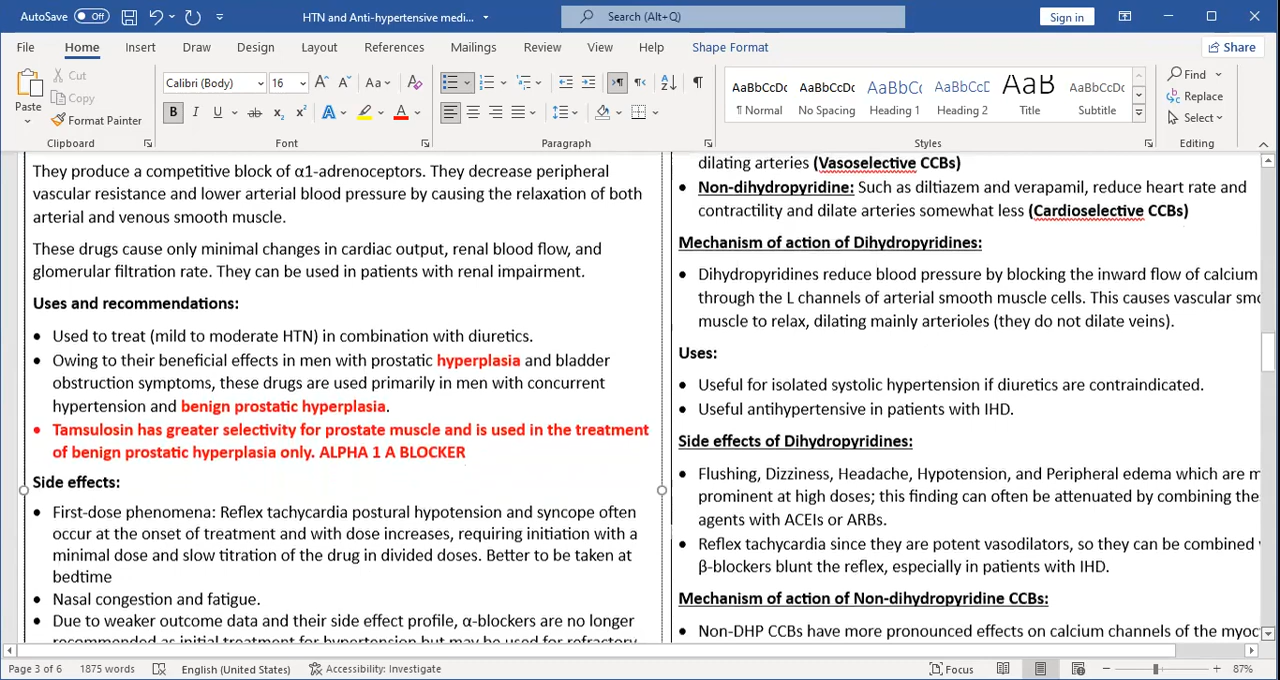 AutoSave Off HTN and Anti-hypertensive medi... Search (Alt+Q) Sign in
File Home Insert Draw Design Layout References Mailings Review View Help Shape Format Share
Paste Cut Copy Format Painter
Calibri (Body) 16 A A Aa A
B I U ab x₂ x² A A
Find Replace Select
AaBbCcDc AaBbCcDc AaBbCc AaBbCcD AaB AaBbCcDc
¶ Normal No Spacing Heading 1 Heading 2 Title Subtitle
Clipboard Font Paragraph Styles Editing
They produce a competitive block of α1-adrenoceptors. They decrease peripheral
vascular resistance and lower arterial blood pressure by causing the relaxation of both
arterial and venous smooth muscle.
These drugs cause only minimal changes in cardiac output, renal blood flow, and
glomerular filtration rate. They can be used in patients with renal impairment.
Uses and recommendations:
• Used to treat (mild to moderate HTN) in combination with diuretics.
• Owing to their beneficial effects in men with prostatic hyperplasia and bladder
obstruction symptoms, these drugs are used primarily in men with concurrent
hypertension and benign prostatic hyperplasia.
• Tamsulosin has greater selectivity for prostate muscle and is used in the treatment
of benign prostatic hyperplasia only. ALPHA 1 A BLOCKER
Side effects:
• First-dose phenomena: Reflex tachycardia postural hypotension and syncope often
occur at the onset of treatment and with dose increases, requiring initiation with a
minimal dose and slow titration of the drug in divided doses. Better to be taken at
bedtime
• Nasal congestion and fatigue.
• Due to weaker outcome data and their side effect profile, α-blockers are no longer
recommended as initial treatment for hypertension but may be used for refractory
dilating arteries (Vasoselective CCBs)
• Non-dihydropyridine: Such as diltiazem and verapamil, reduce heart rate and
contractility and dilate arteries somewhat less (Cardioselective CCBs)
Mechanism of action of Dihydropyridines:
• Dihydropyridines reduce blood pressure by blocking the inward flow of calcium
through the L channels of arterial smooth muscle cells. This causes vascular smo
muscle to relax, dilating mainly arterioles (they do not dilate veins).
Uses:
• Useful for isolated systolic hypertension if diuretics are contraindicated.
• Useful antihypertensive in patients with IHD.
Side effects of Dihydropyridines:
• Flushing, Dizziness, Headache, Hypotension, and Peripheral edema which are m
prominent at high doses; this finding can often be attenuated by combining the
agents with ACEIs or ARBs.
• Reflex tachycardia since they are potent vasodilators, so they can be combined
β-blockers blunt the reflex, especially in patients with IHD.
Mechanism of action of Non-dihydropyridine CCBs:
• Non-DHP CCBs have more pronounced effects on calcium channels of the myoc
Page 3 of 6 1875 words English (United States) Accessibility: Investigate Focus 87%